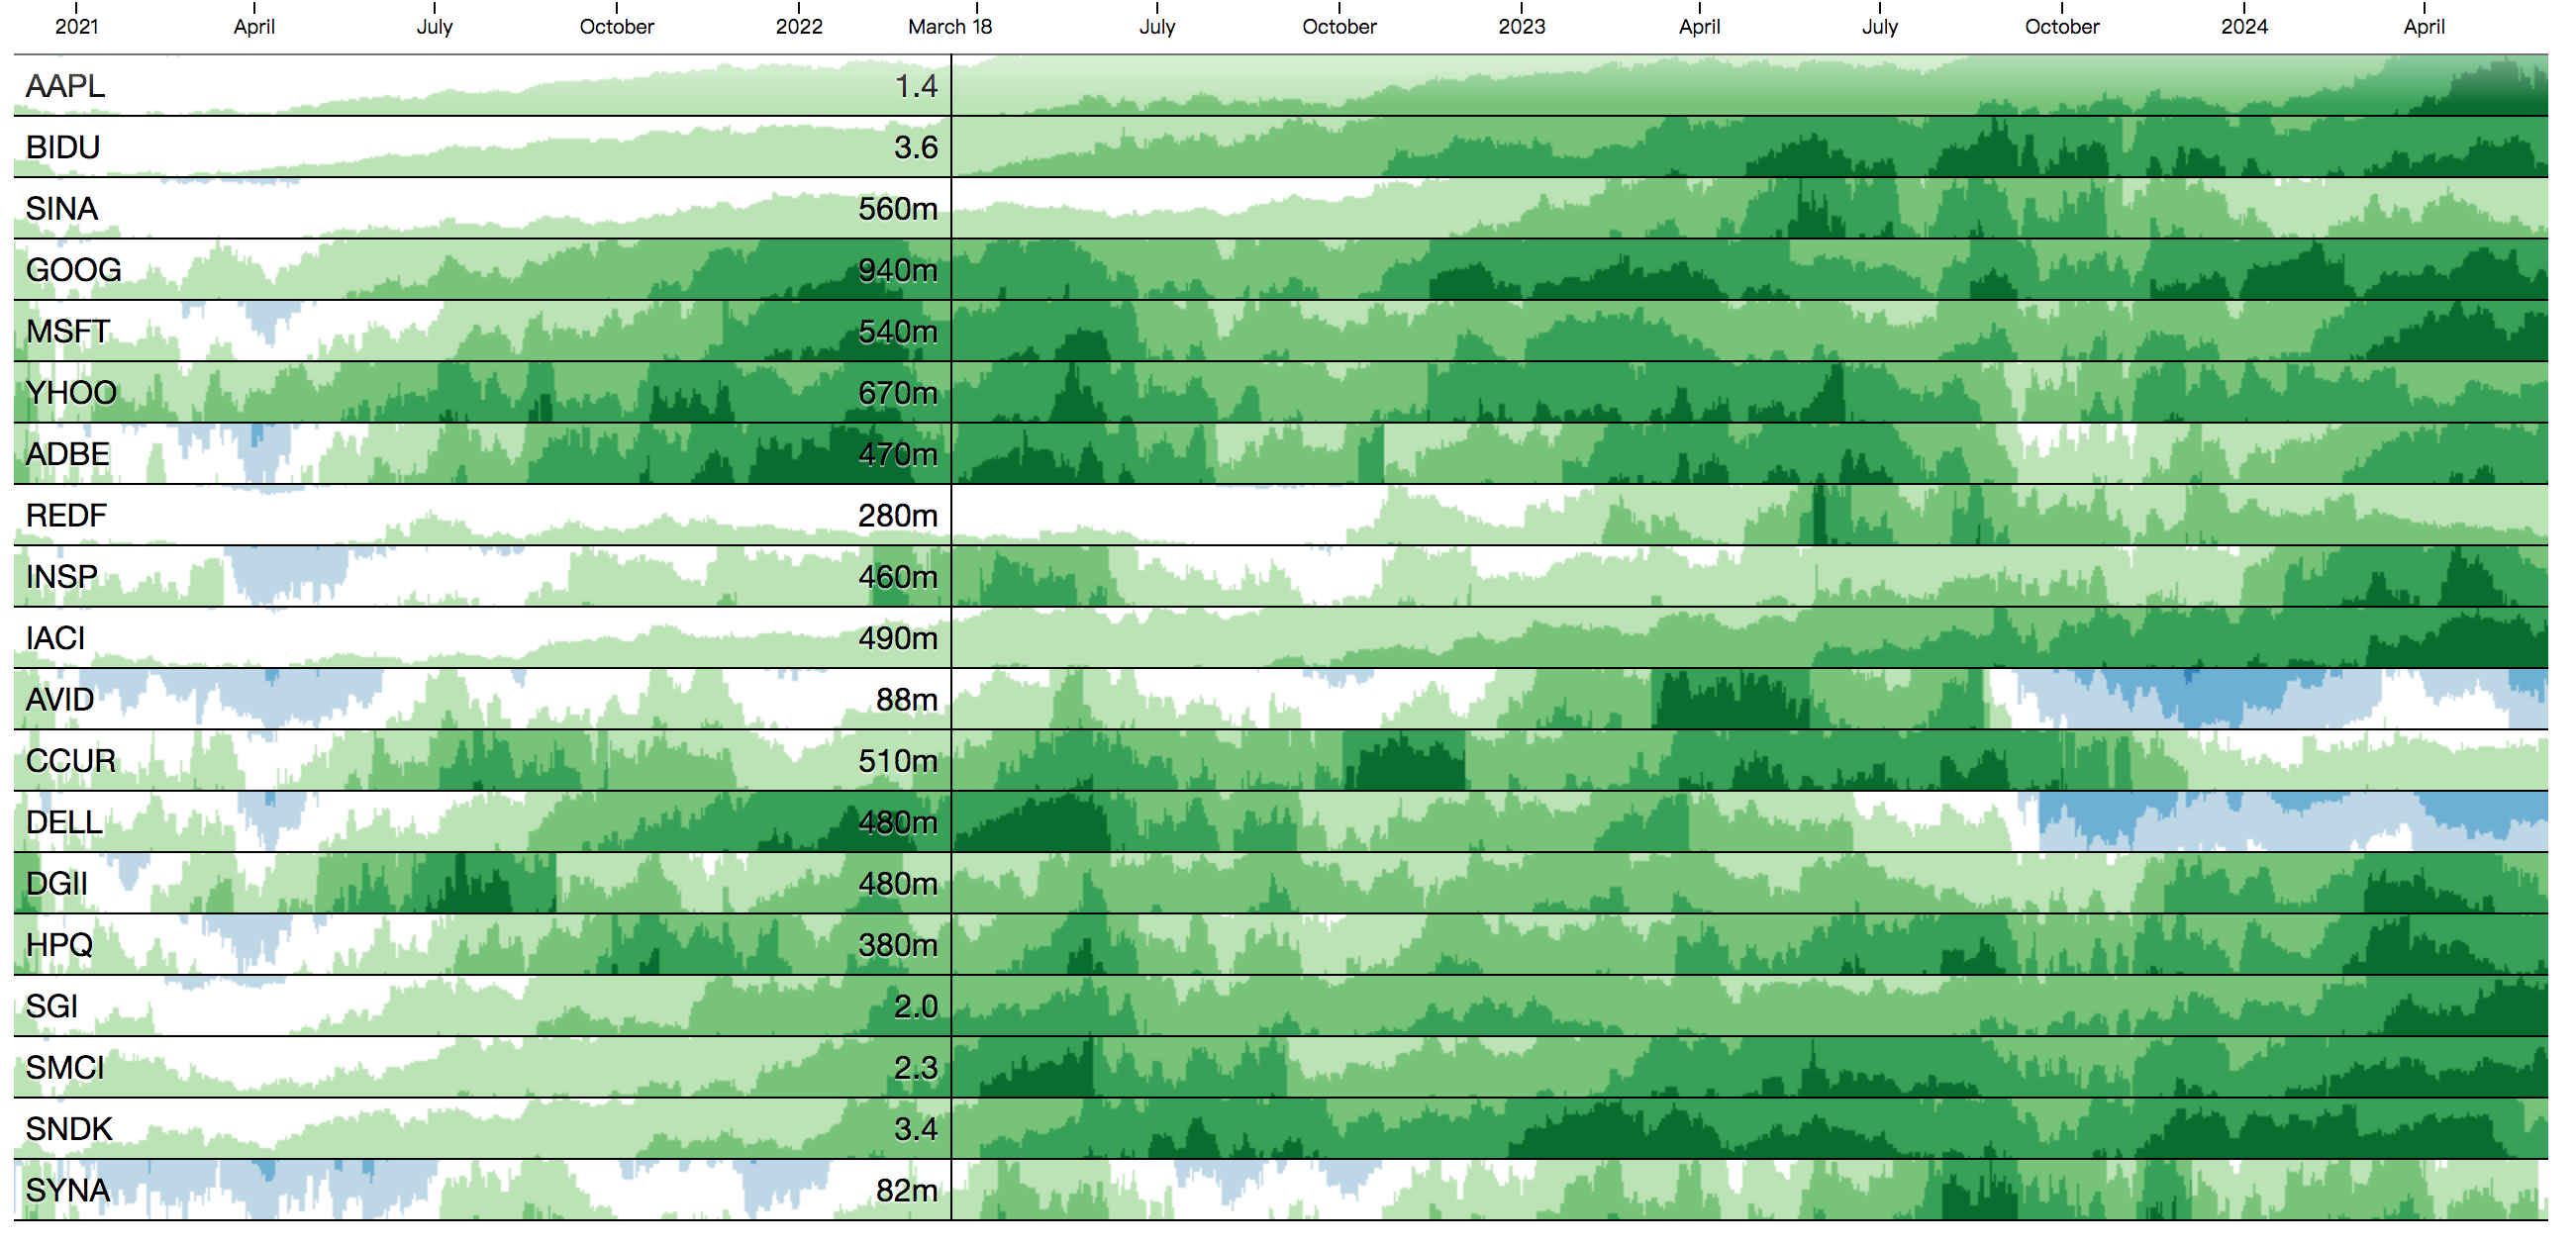 2021 April July October 2022 March 18 July October 2023 April July October 2024 April
AAPL 1.4
BIDU 3.6
SINA 560m
GOOG 940m
MSFT 540m
YHOO 670m
ADBE 470m
REDF 280m
INSP 460m
IACI 490m
AVID 88m
CCUR 510m
DELL 480m
DGII 480m
HPQ 380m
SGI 2.0
SMCI 2.3
SNDK 3.4
SYNA 82m